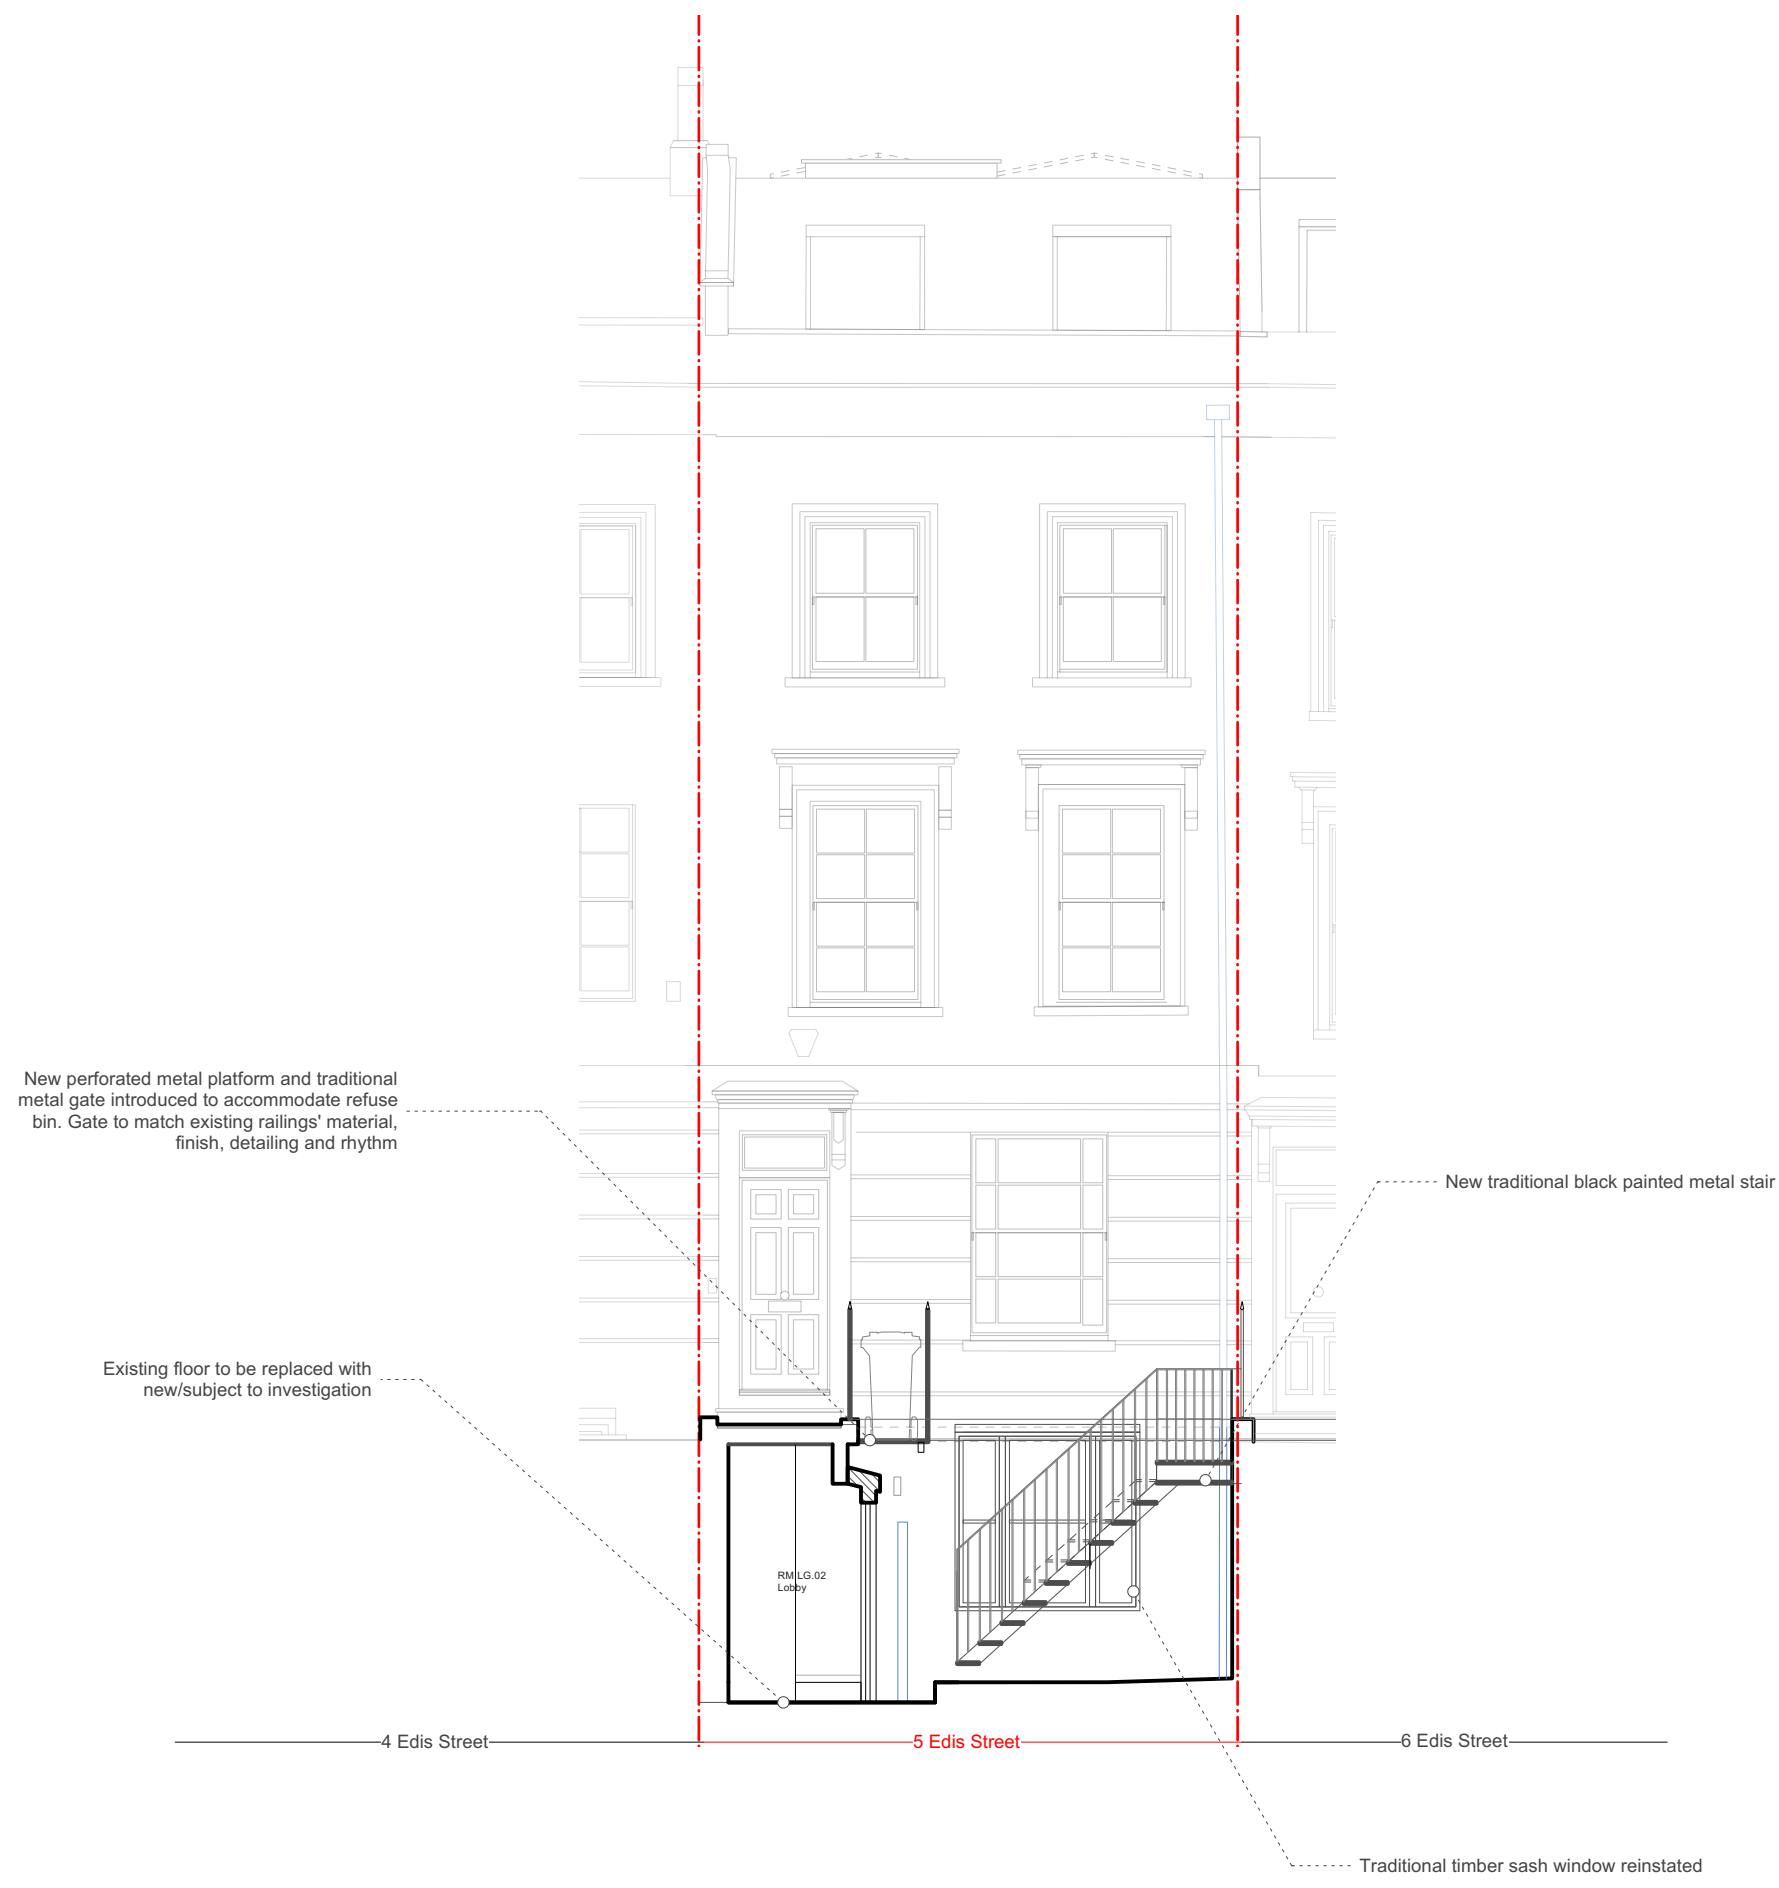 New perforated metal platform and traditional
metal gate introduced to accommodate refuse
bin. Gate to match existing railings' material,
finish, detailing and rhythm
New traditional black painted metal stair
Existing floor to be replaced with
new/subject to investigation
RM LG.02
Lobby
4 Edis Street
5 Edis Street
6 Edis Street
Traditional timber sash window reinstated